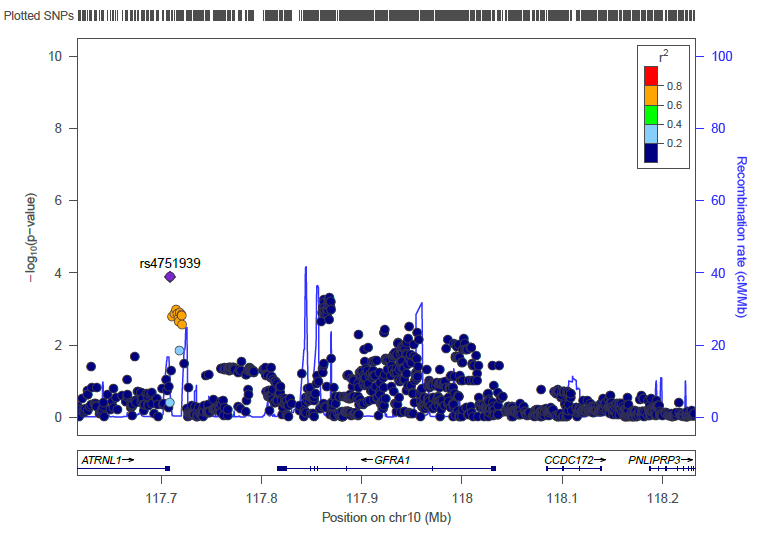 Plotted SNPs
r2
0.8
0.6
0.4
0.2
rs4751939
10
8
6
4
2
0
−log10(p−value)
100
80
60
40
20
0
Recombination rate (cM/Mb)
ATRNL1→
←GFRA1
CCDC172→
PNLIPRP3→
117.7
117.8
117.9
118
118.1
118.2
Position on chr10 (Mb)